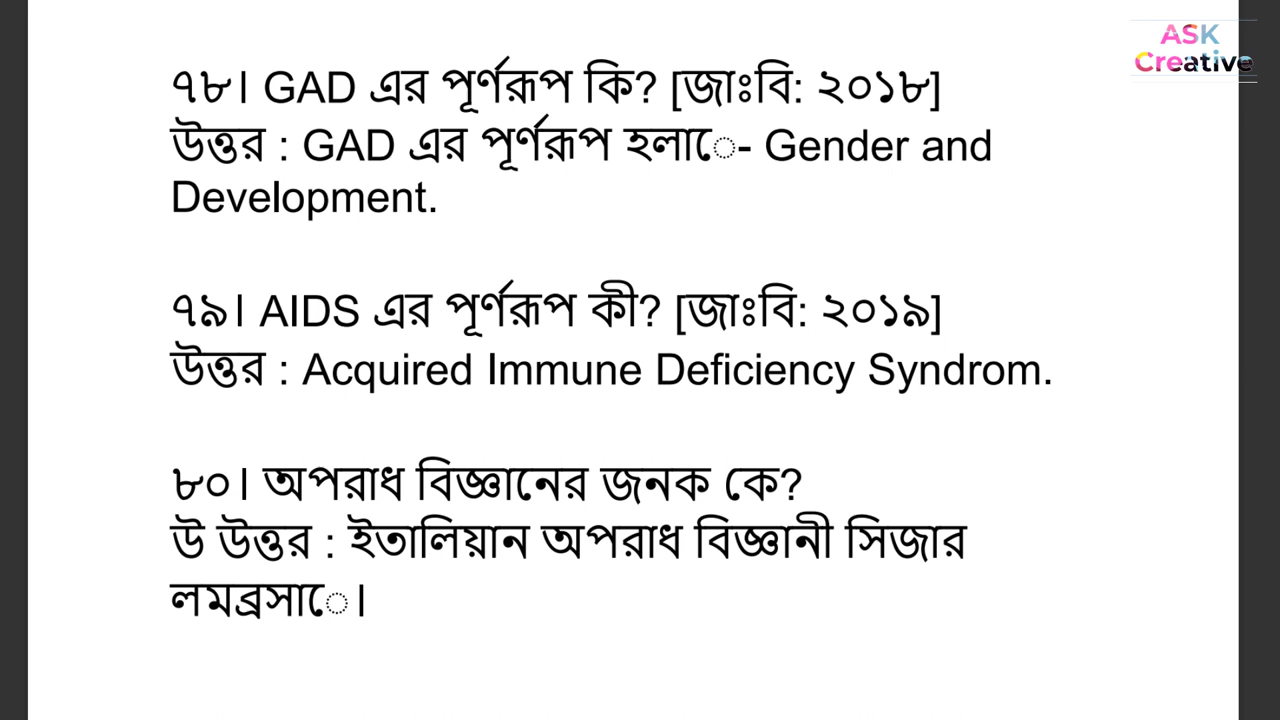 ASK
Creative
৭৮। GAD এর পূর্ণরূপ কি? [জাঃবি: ২০১৮]
উত্তর : GAD এর পূর্ণরূপ হলাে- Gender and
Development.
৭৯। AIDS এর পূর্ণরূপ কী? [জাঃবি: ২০১৯]
উত্তর : Acquired Immune Deficiency Syndrom.
৮০। অপরাধ বিজ্ঞানের জনক কে?
উ উত্তর : ইতালিয়ান অপরাধ বিজ্ঞানী সিজার
লমব্রসাে।